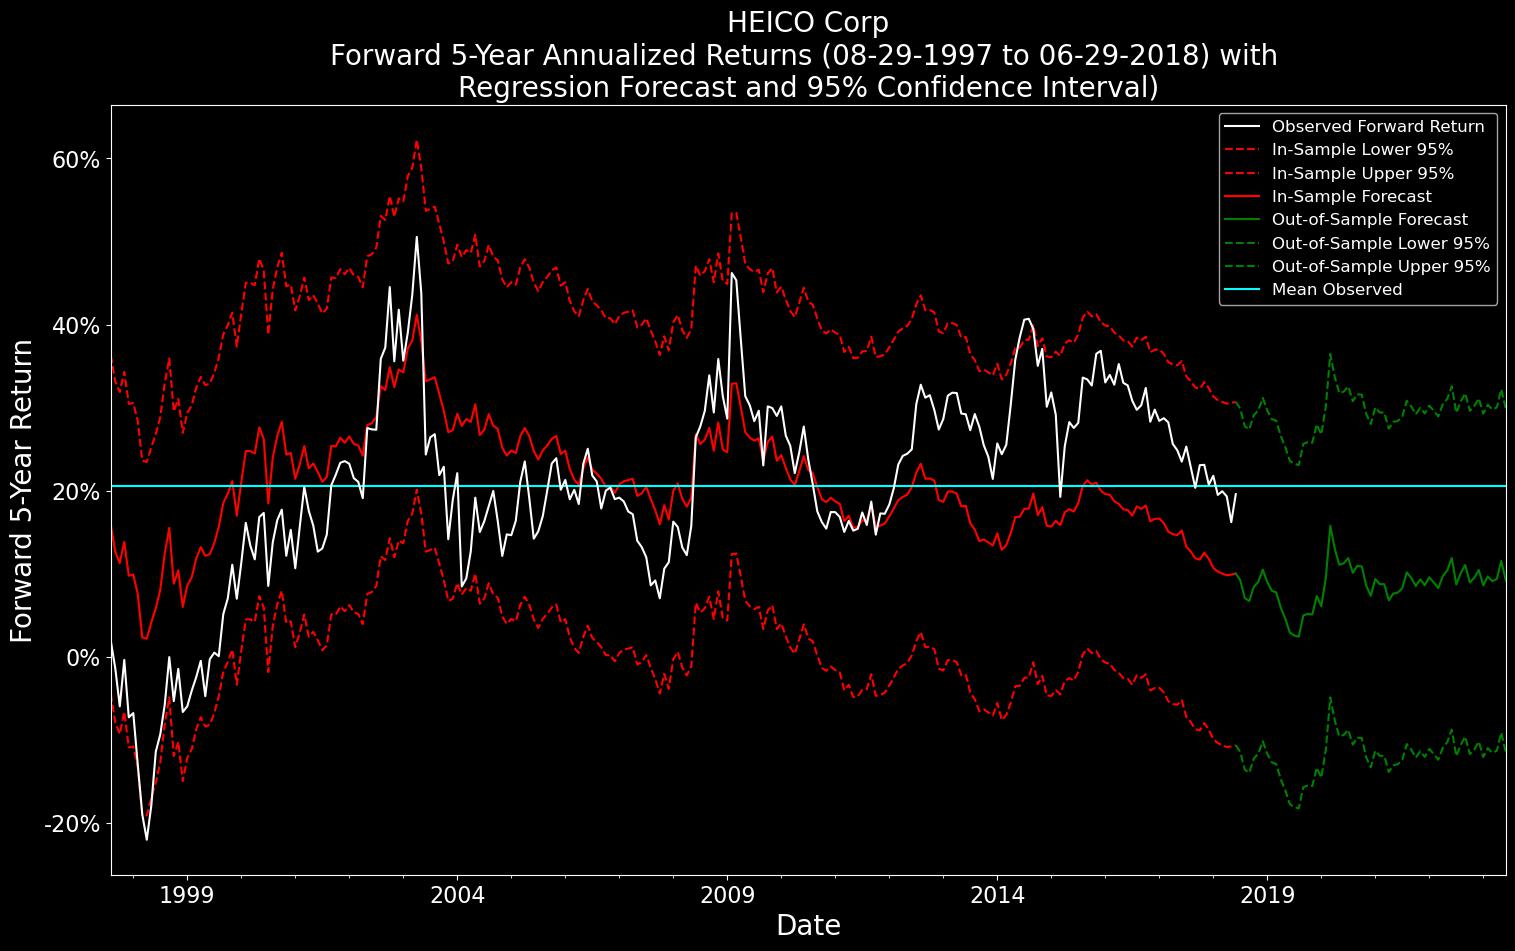 HEICO Corp
Forward 5-Year Annualized Returns (08-29-1997 to 06-29-2018) with
Regression Forecast and 95% Confidence Interval)
Observed Forward Return
In-Sample Lower 95%
In-Sample Upper 95%
In-Sample Forecast
Out-of-Sample Forecast
Out-of-Sample Lower 95%
Out-of-Sample Upper 95%
Mean Observed
Forward 5-Year Return
60%
40%
20%
0%
-20%
1999
2004
2009
2014
2019
Date